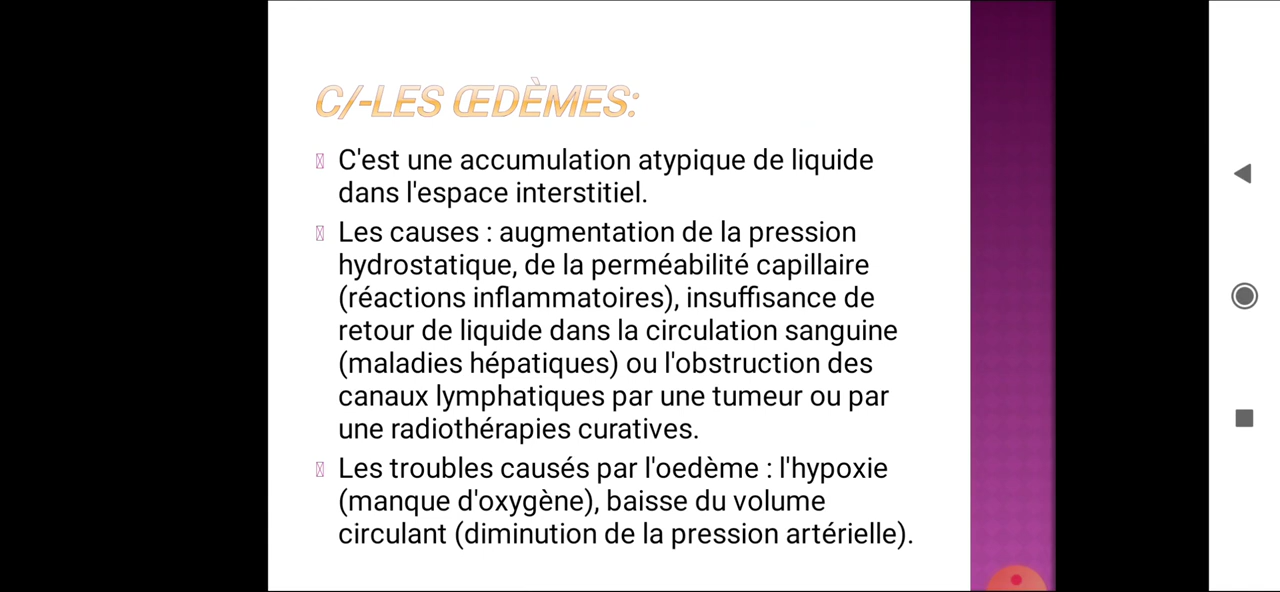 C/-LES ŒDÈMES:
C'est une accumulation atypique de liquide
dans l'espace interstitiel.
Les causes : augmentation de la pression
hydrostatique, de la perméabilité capillaire
(réactions inflammatoires), insuffisance de
retour de liquide dans la circulation sanguine
(maladies hépatiques) ou l'obstruction des
canaux lymphatiques par une tumeur ou par
une radiothérapies curatives.
Les troubles causés par l'oedème : l'hypoxie
(manque d'oxygène), baisse du volume
circulant (diminution de la pression artérielle).